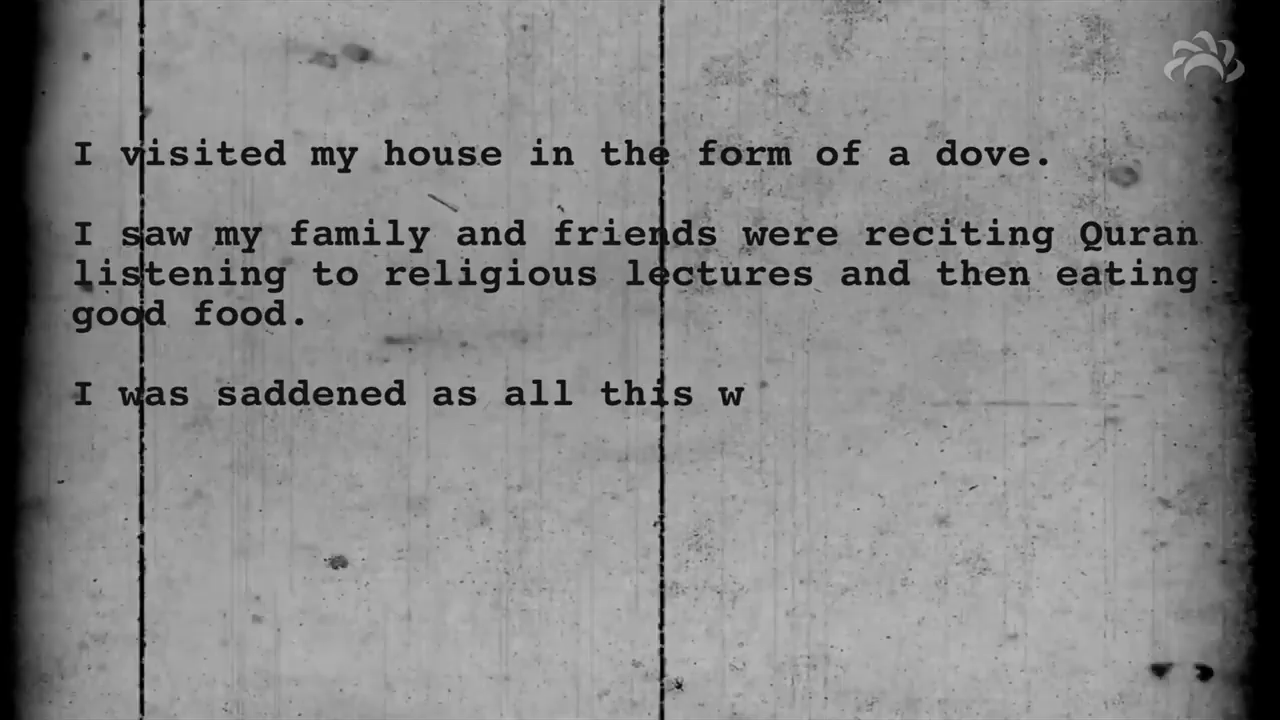 I visited my house in the form of a dove.
I saw my family and friends were reciting Quran
listening to religious lectures and then eating
good food.
I was saddened as all this w